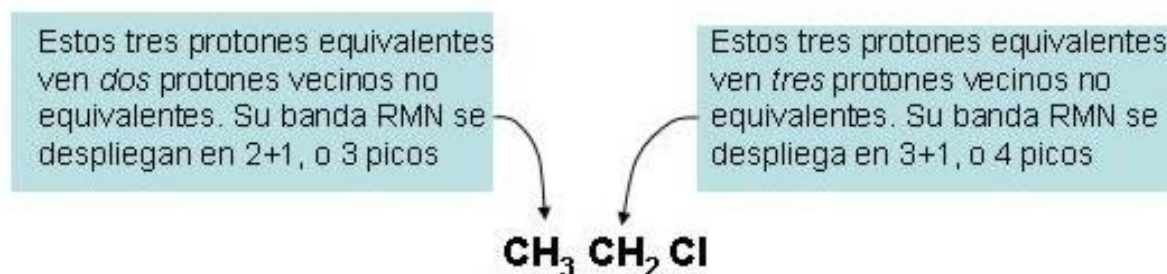 Estos tres protones equivalentes
ven dos protones vecinos no
equivalentes. Su banda RMN se
despliegan en 2+1, o 3 picos
Estos tres protones equivalentes
ven tres protones vecinos no
equivalentes. Su banda RMN se
despliega en 3+1, o 4 picos
CH₃ CH₂ Cl